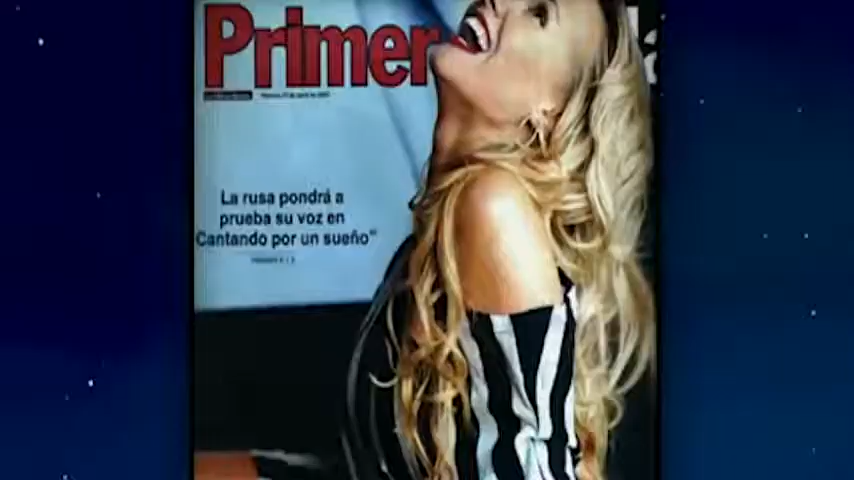 Primer
La rusa pondrá a
prueba su voz en
Cantando por un sueño"